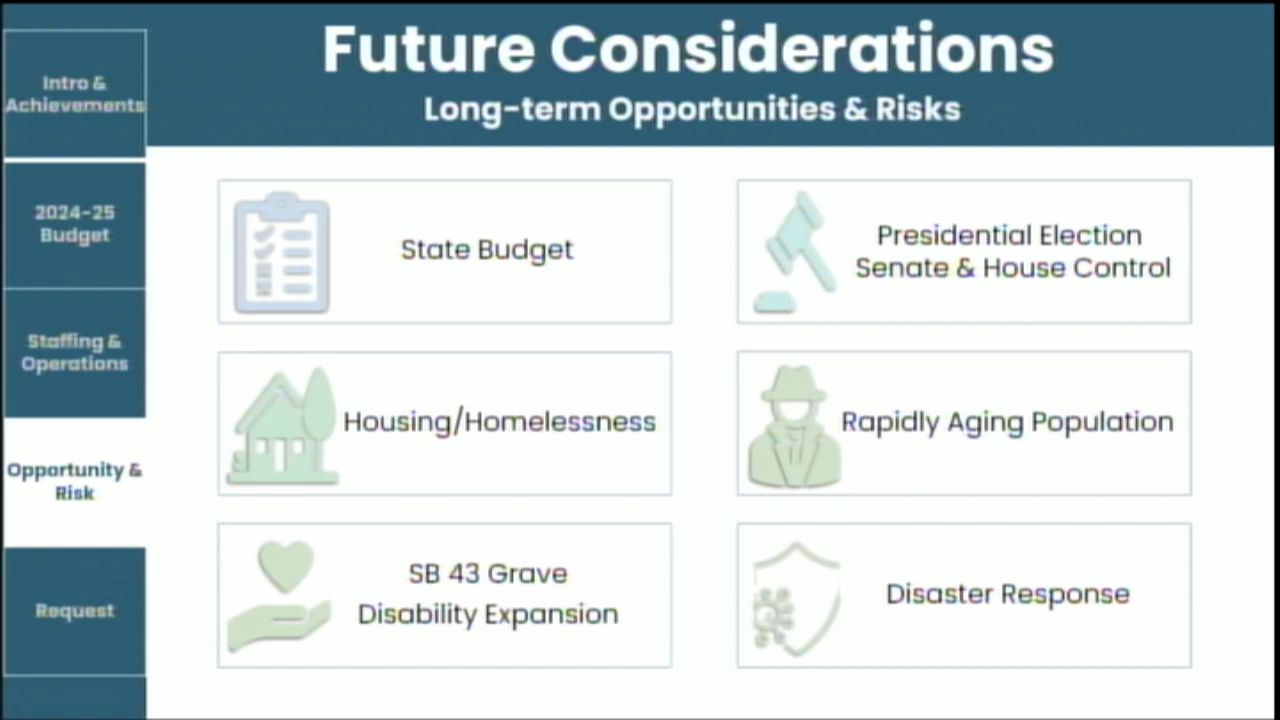 Future Considerations
Long-term Opportunities & Risks
Intro &
Achievements
2024-25
Budget
Staffing &
Operations
Opportunity &
Risk
Request
State Budget
Presidential Election
Senate & House Control
Housing/Homelessness
Rapidly Aging Population
SB 43 Grave
Disability Expansion
Disaster Response